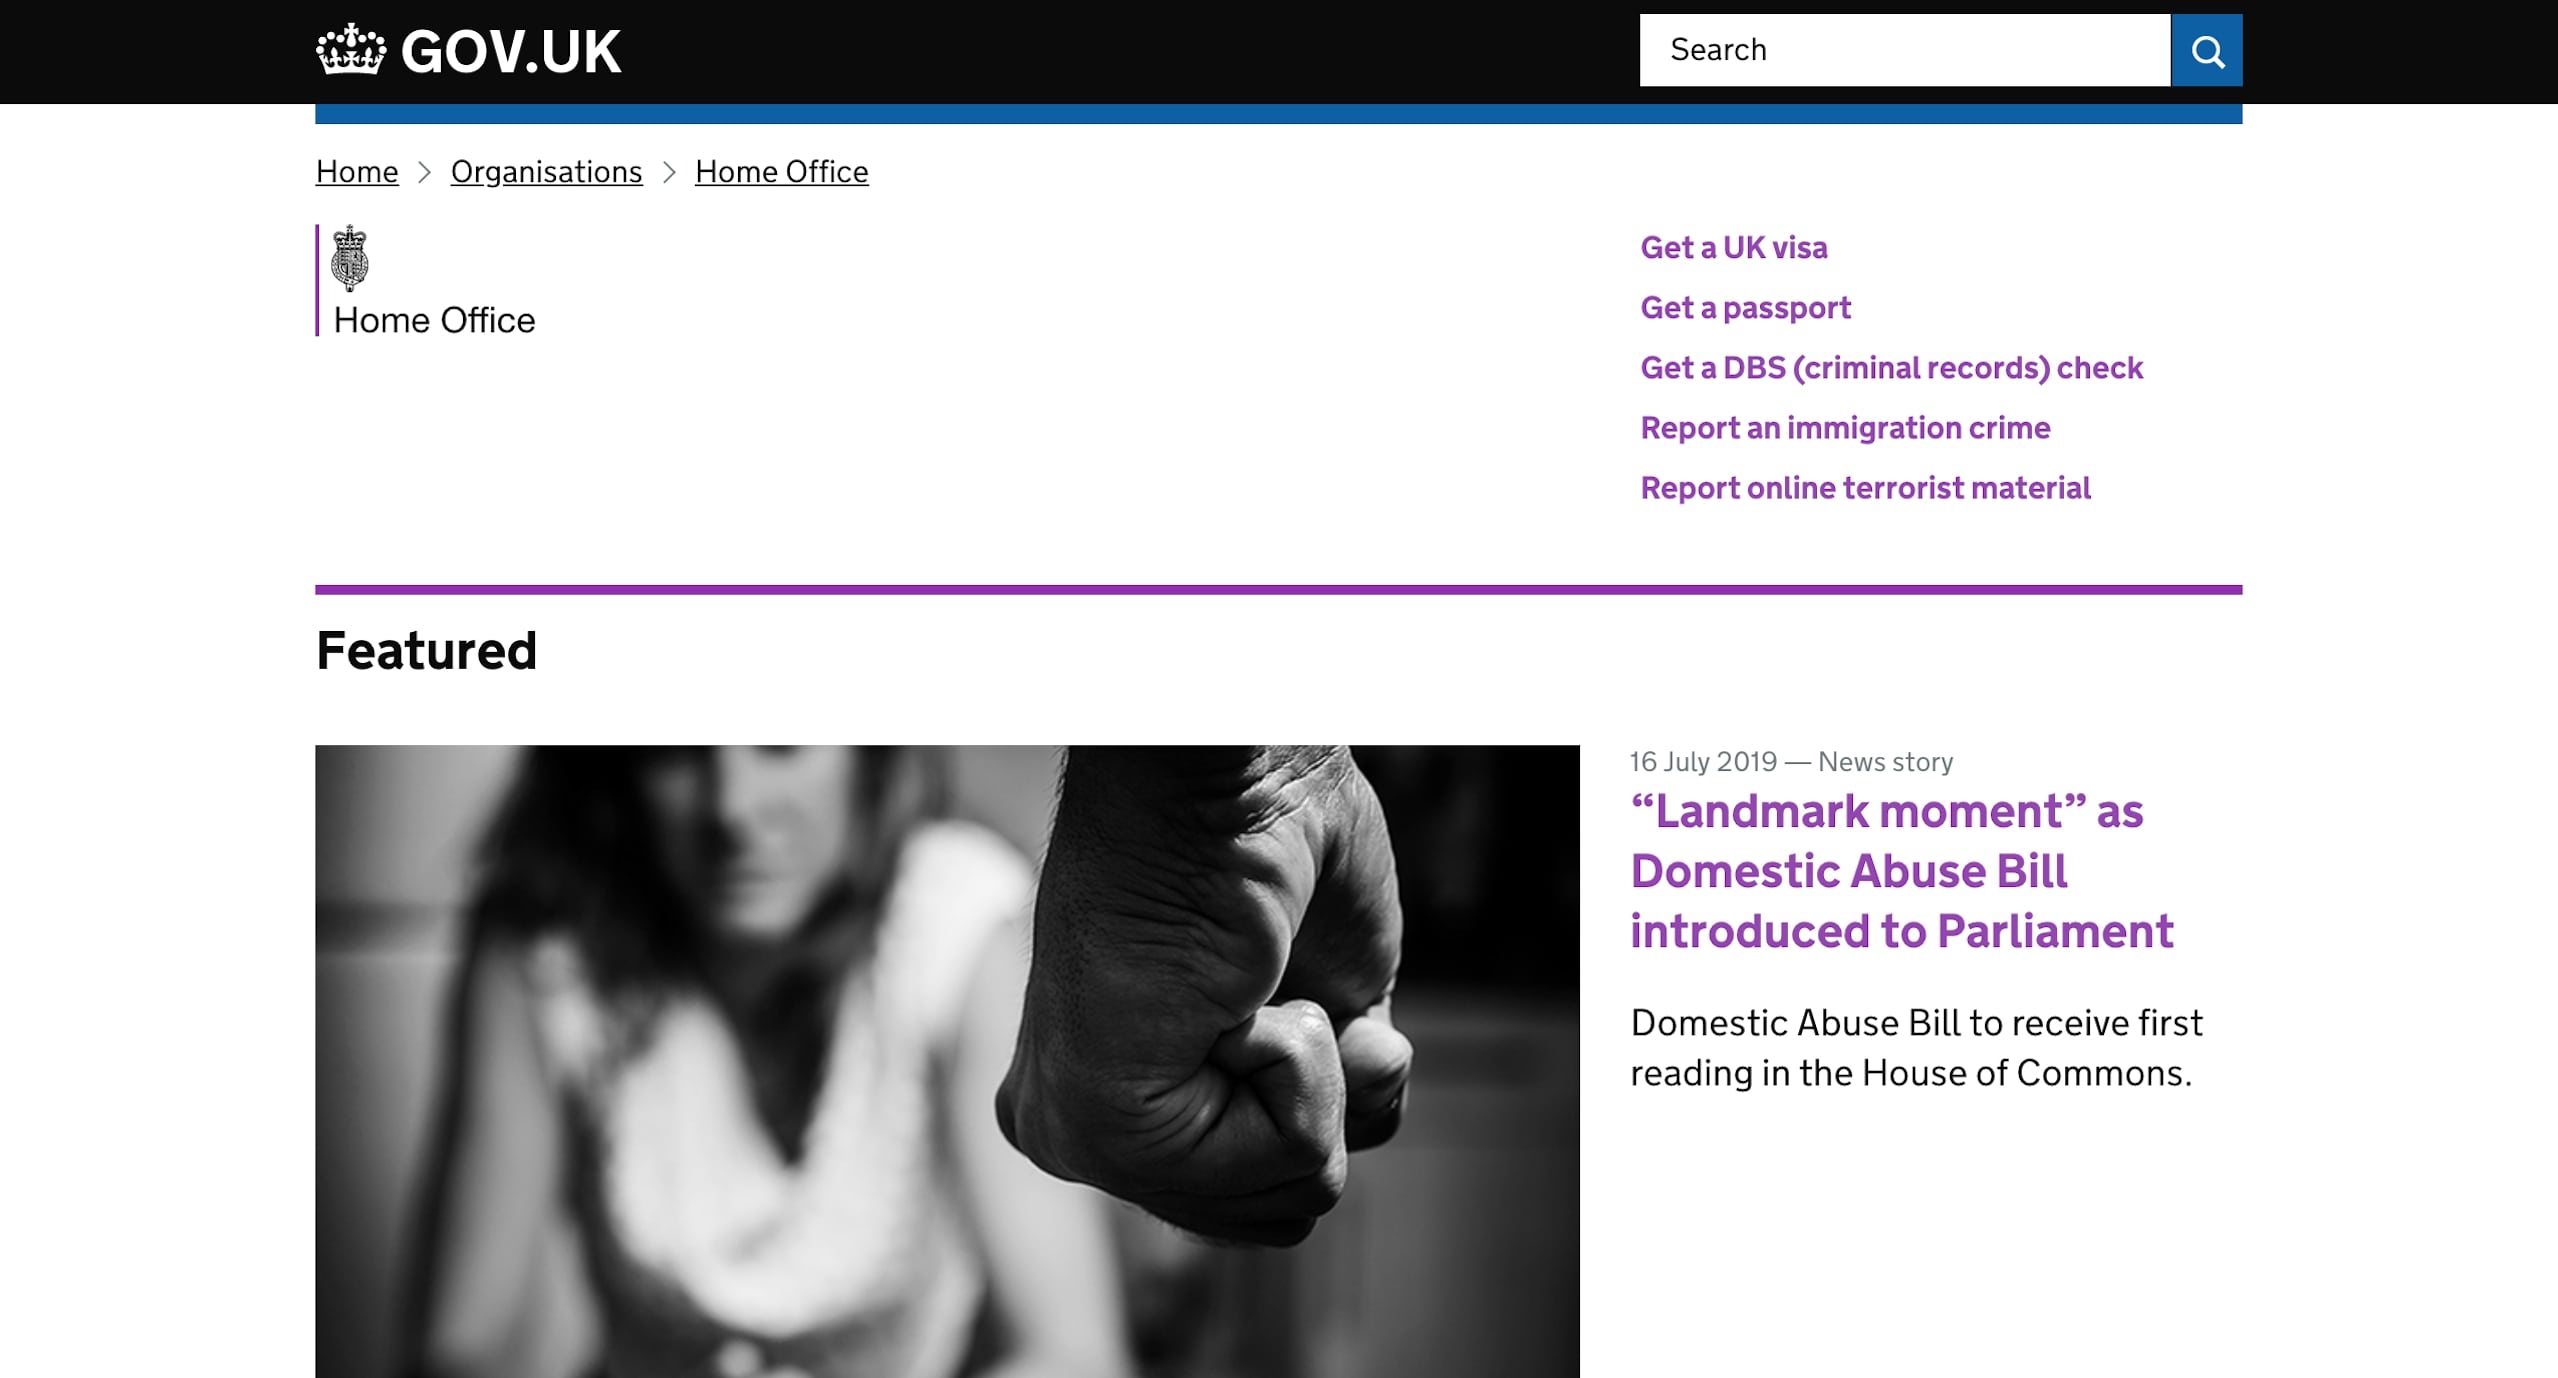 GOV.UK
Search
Home > Organisations > Home Office
Home Office
Get a UK visa
Get a passport
Get a DBS (criminal records) check
Report an immigration crime
Report online terrorist material
Featured
16 July 2019 — News story
“Landmark moment” as
Domestic Abuse Bill
introduced to Parliament
Domestic Abuse Bill to receive first
reading in the House of Commons.